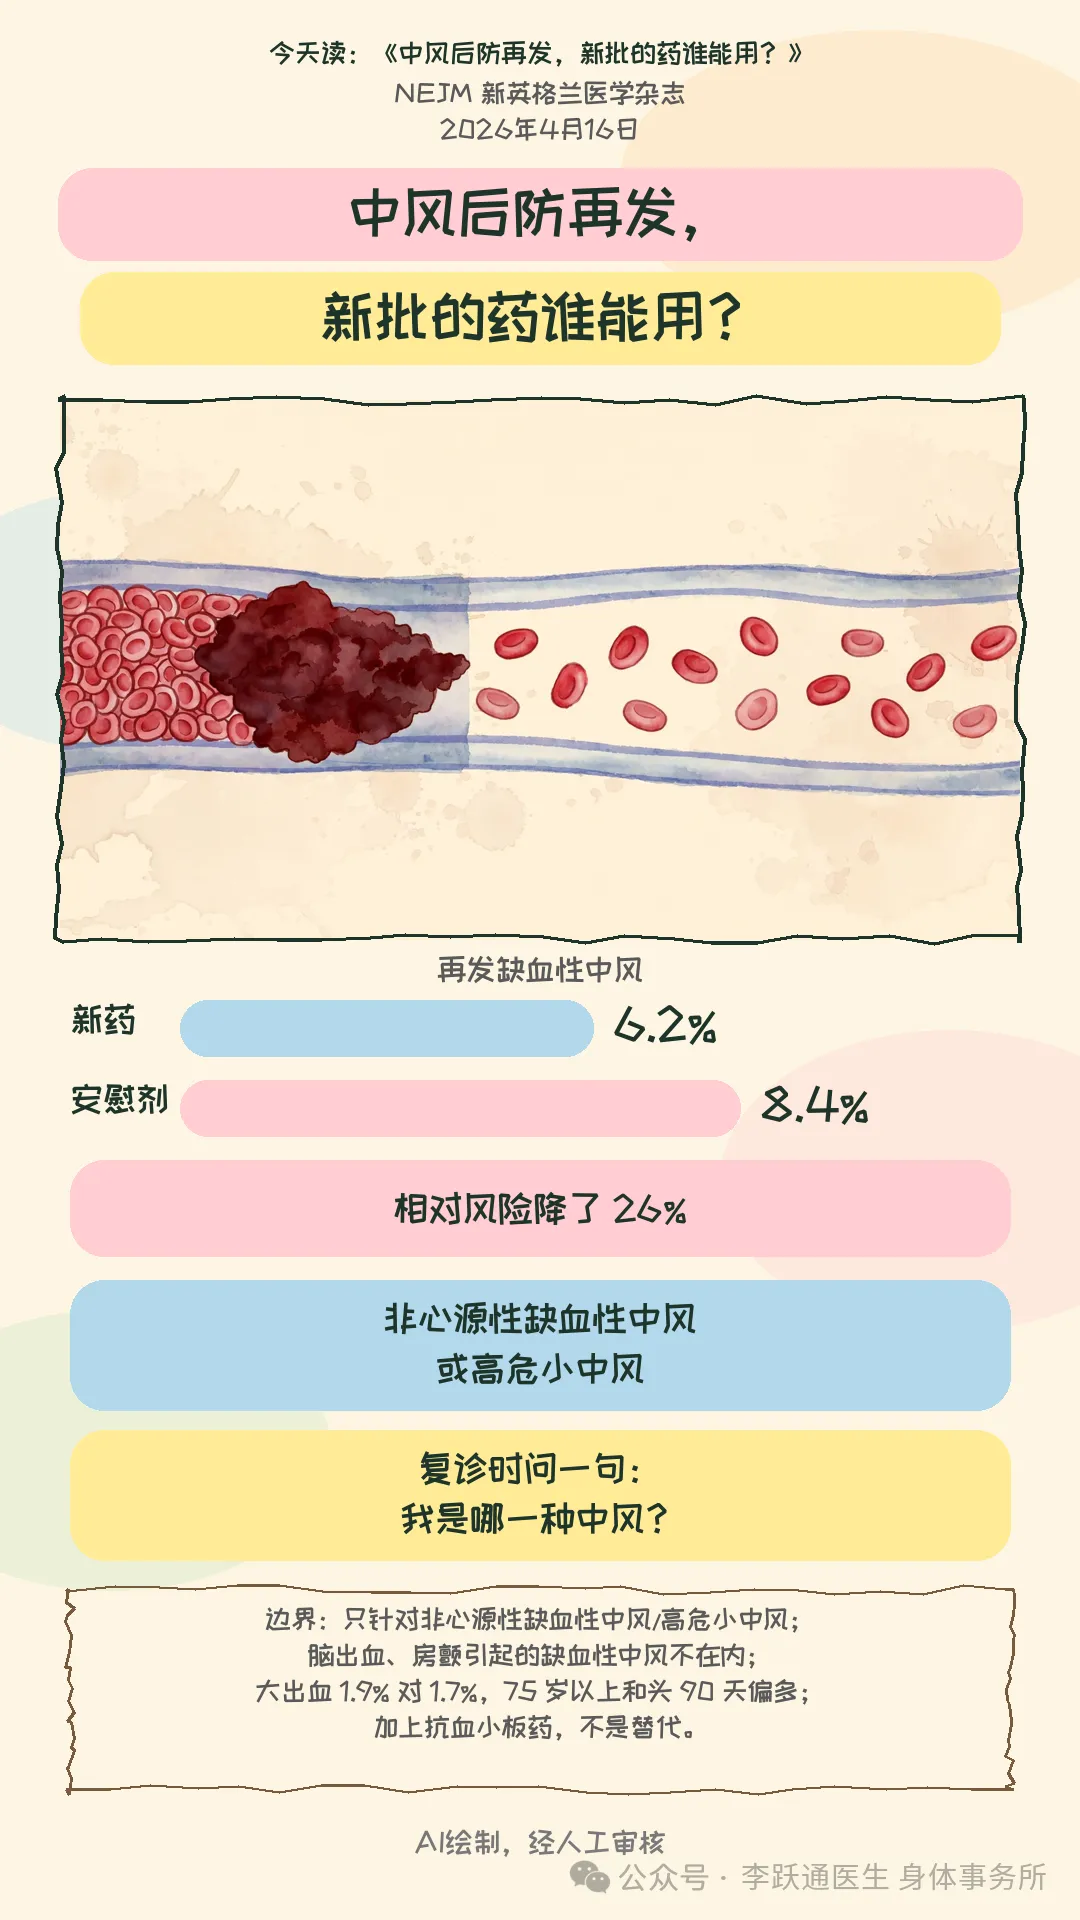 今天读：《中风后防再发，新批的药谁能用？》
NEJM 新英格兰医学杂志
2026年4月16日
中风后防再发，
新批的药谁能用？
再发缺血性中风
新药 6.2%
安慰剂 8.4%
相对风险降了 26%
非心源性缺血性中风
或高危小中风
复诊时问一句：
我是哪一种中风？
边界：只针对非心源性缺血性中风/高危小中风；
脑出血、房颤引起的缺血性中风不在内；
大出血 1.9% 对 1.7%，75 岁以上和头 90 天偏多；
加上抗血小板药，不是替代。
AI绘制，经人工审核
公众号 · 李跃通医生 身体事务所